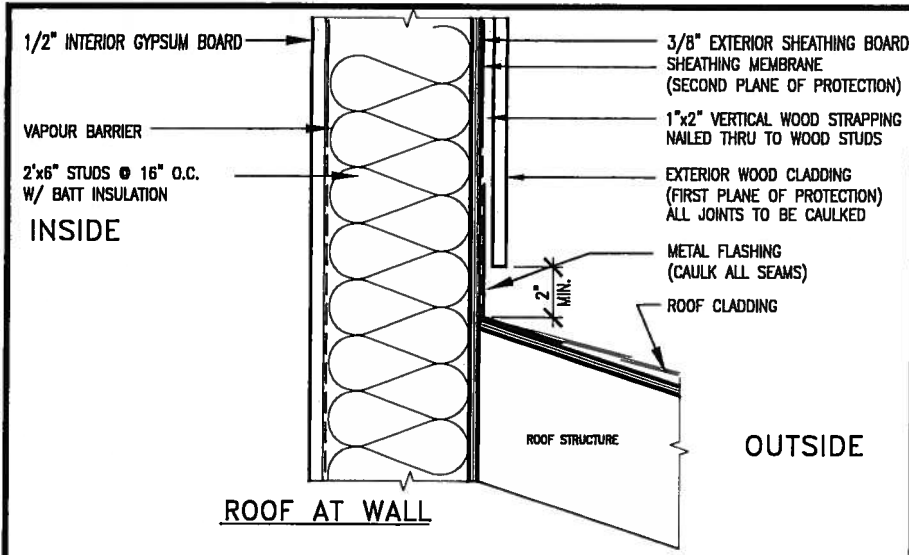 1/2" INTERIOR GYPSUM BOARD
VAPOUR BARRIER
2'x6" STUDS @ 16" O.C.
W/ BATT INSULATION
INSIDE
3/8" EXTERIOR SHEATHING BOARD
SHEATHING MEMBRANE
(SECOND PLANE OF PROTECTION)
1"x2" VERTICAL WOOD STRAPPING
NAILED THRU TO WOOD STUDS
EXTERIOR WOOD CLADDING
(FIRST PLANE OF PROTECTION)
ALL JOINTS TO BE CAULKED
METAL FLASHING
(CAULK ALL SEAMS)
2"
MIN.
ROOF CLADDING
ROOF STRUCTURE
OUTSIDE
ROOF AT WALL